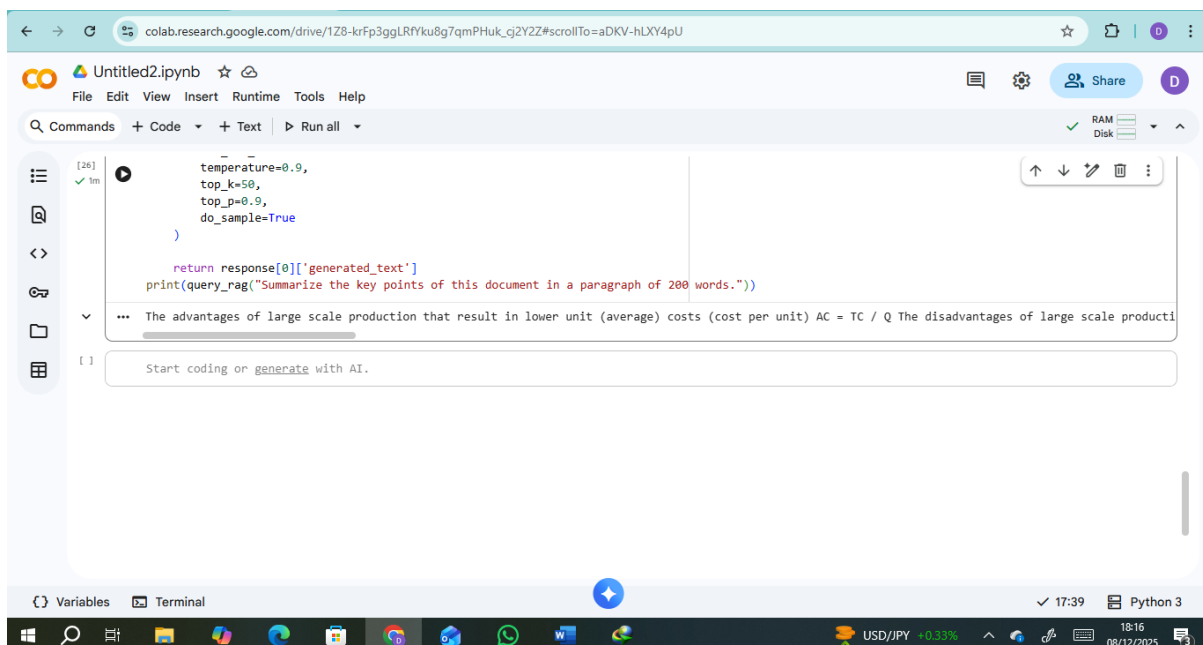 colab.research.google.com/drive/1Z8-krFp3ggLRfYku8g7qmPHuk_cj2Y2Z#scrollTo=aDKV-hLXY4pU
D
CO
Untitled2.ipynb
File Edit View Insert Runtime Tools Help
Share
D
Commands + Code + Text Run all
RAM
Disk
[26]
1m
temperature=0.9,
top_k=50,
top_p=0.9,
do_sample=True
)
return response[0]['generated_text']
print(query_rag("Summarize the key points of this document in a paragraph of 200 words."))
... The advantages of large scale production that result in lower unit (average) costs (cost per unit) AC = TC / Q The disadvantages of large scale producti
[ ]
Start coding or generate with AI.
{} Variables Terminal
17:39 Python 3
USD/JPY +0.33%
18:16
08/12/2025
3